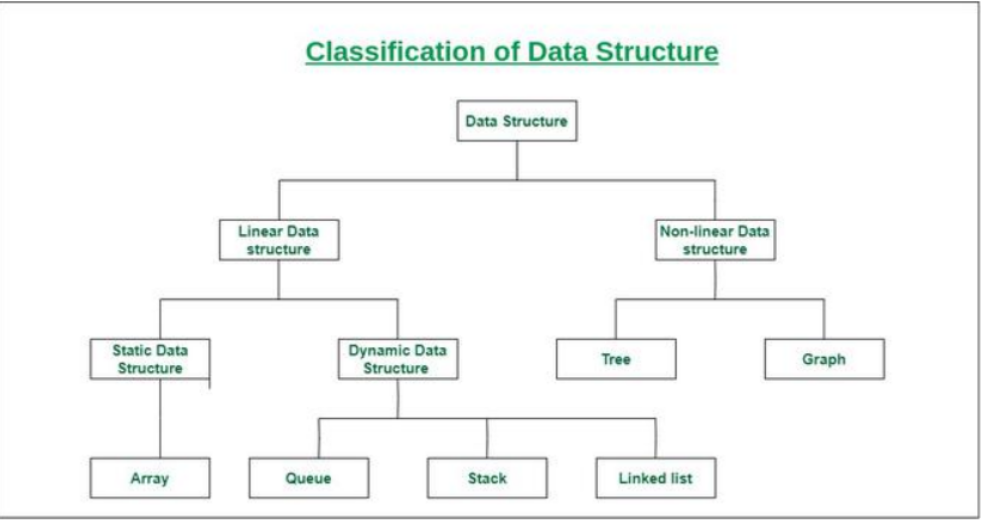 Classification of Data Structure
Data Structure
Linear Data
structure
Non-linear Data
structure
Static Data
Structure
Dynamic Data
Structure
Tree
Graph
Array
Queue
Stack
Linked list